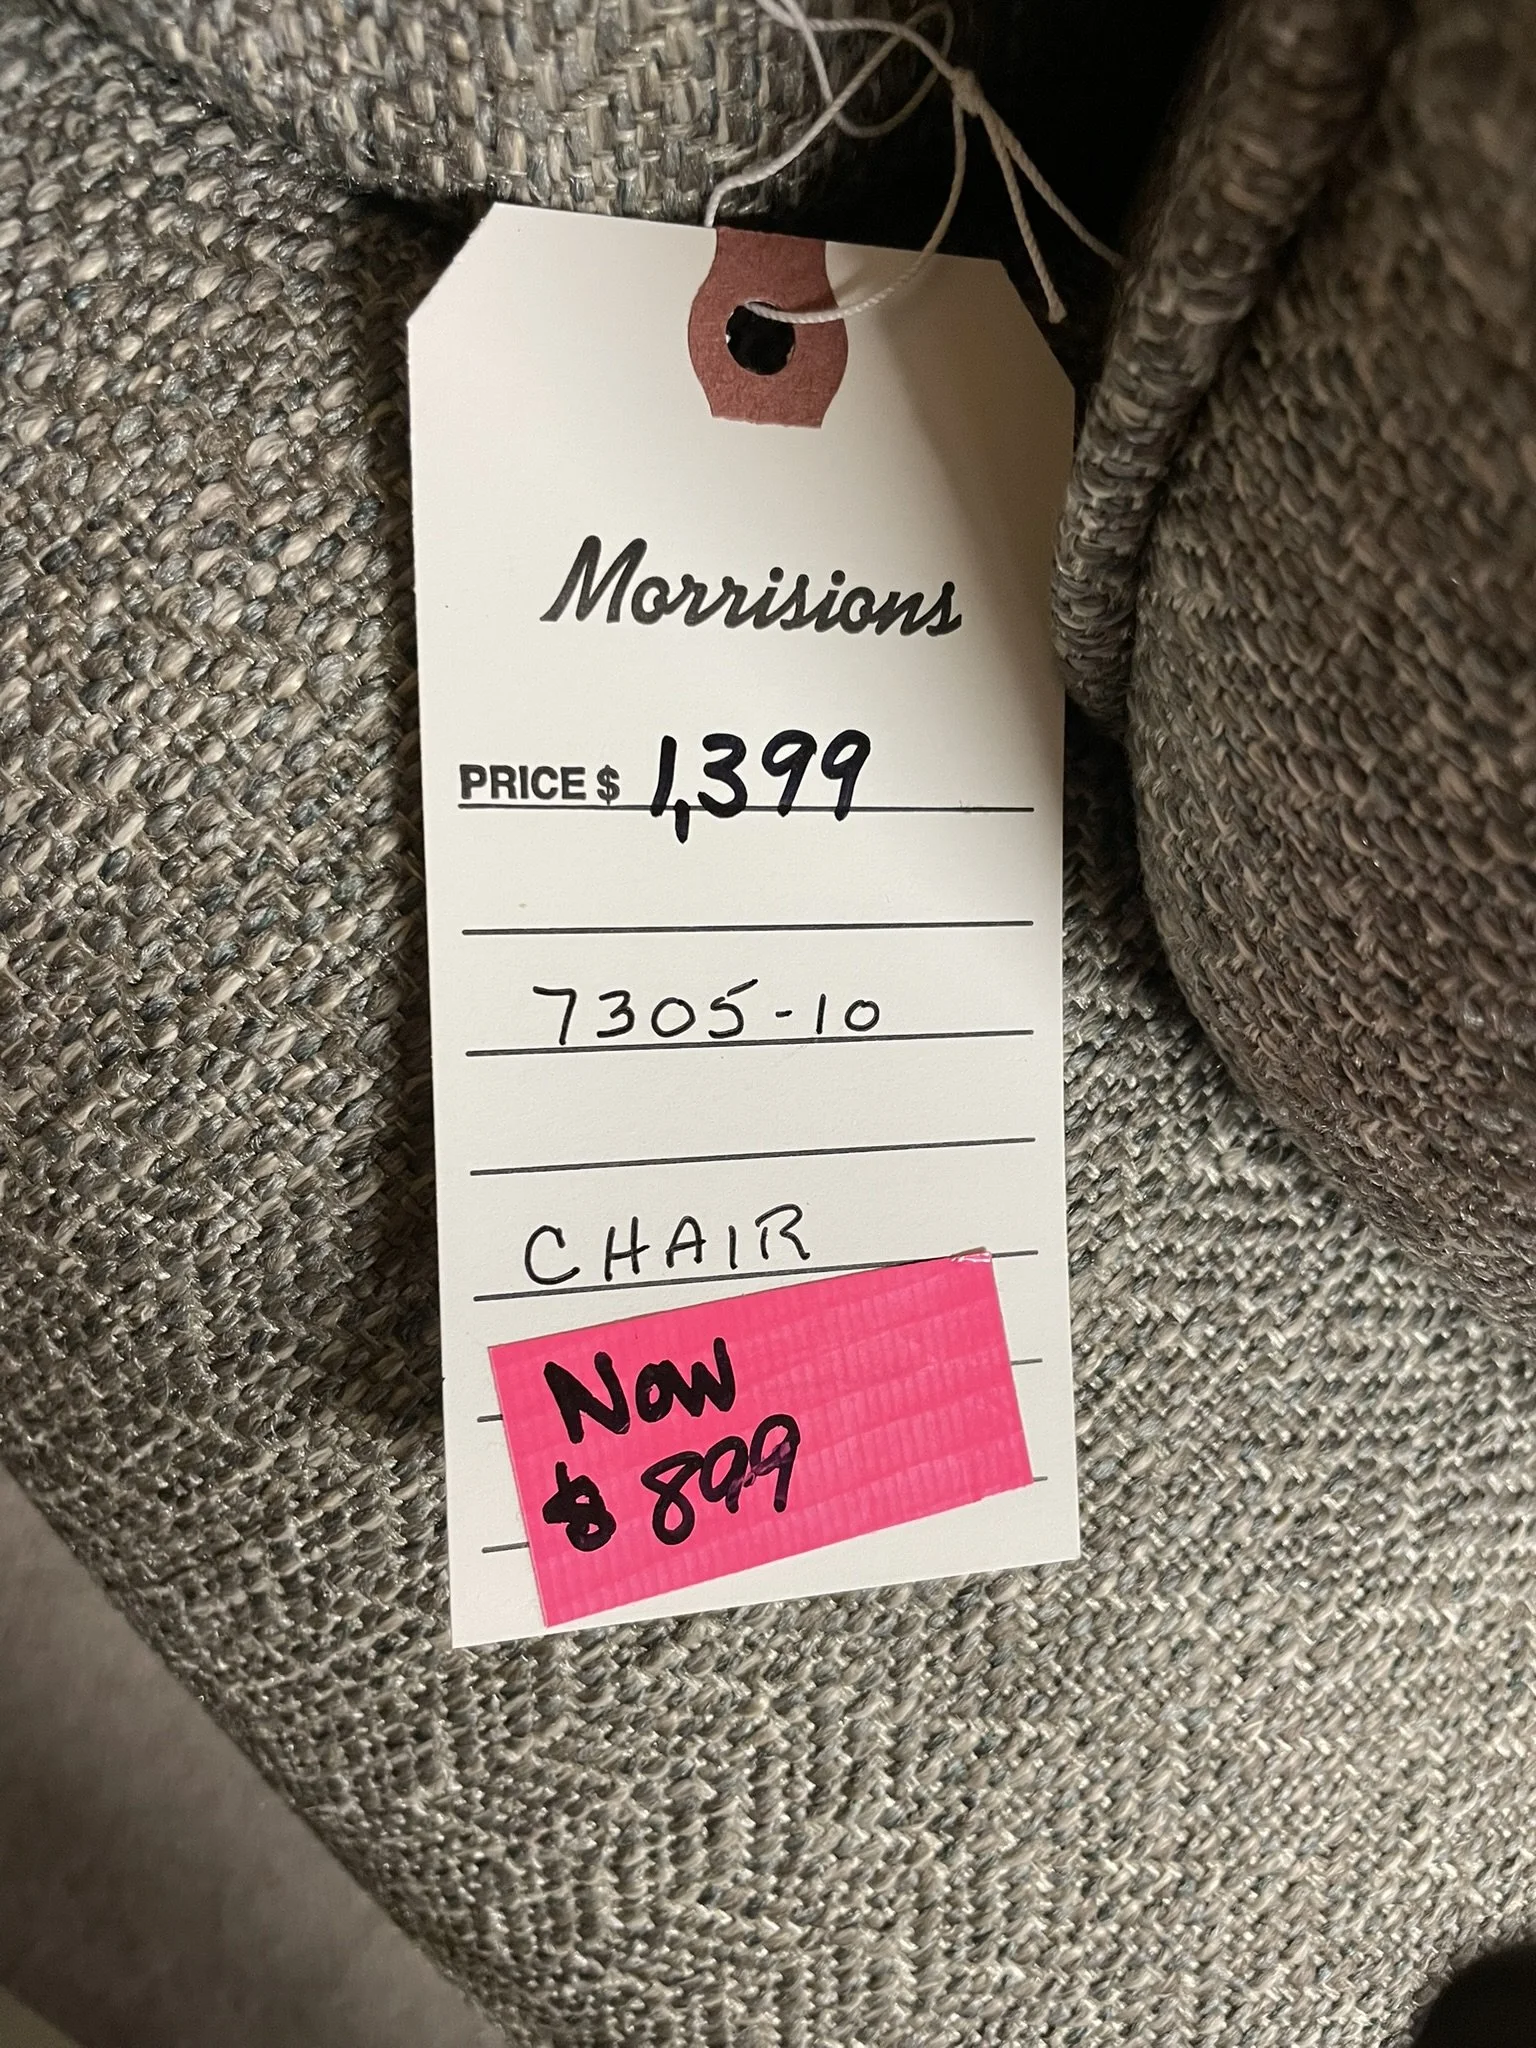 Morrisions
PRICE $ 1,399
7305-10
CHAIR
Now
$899